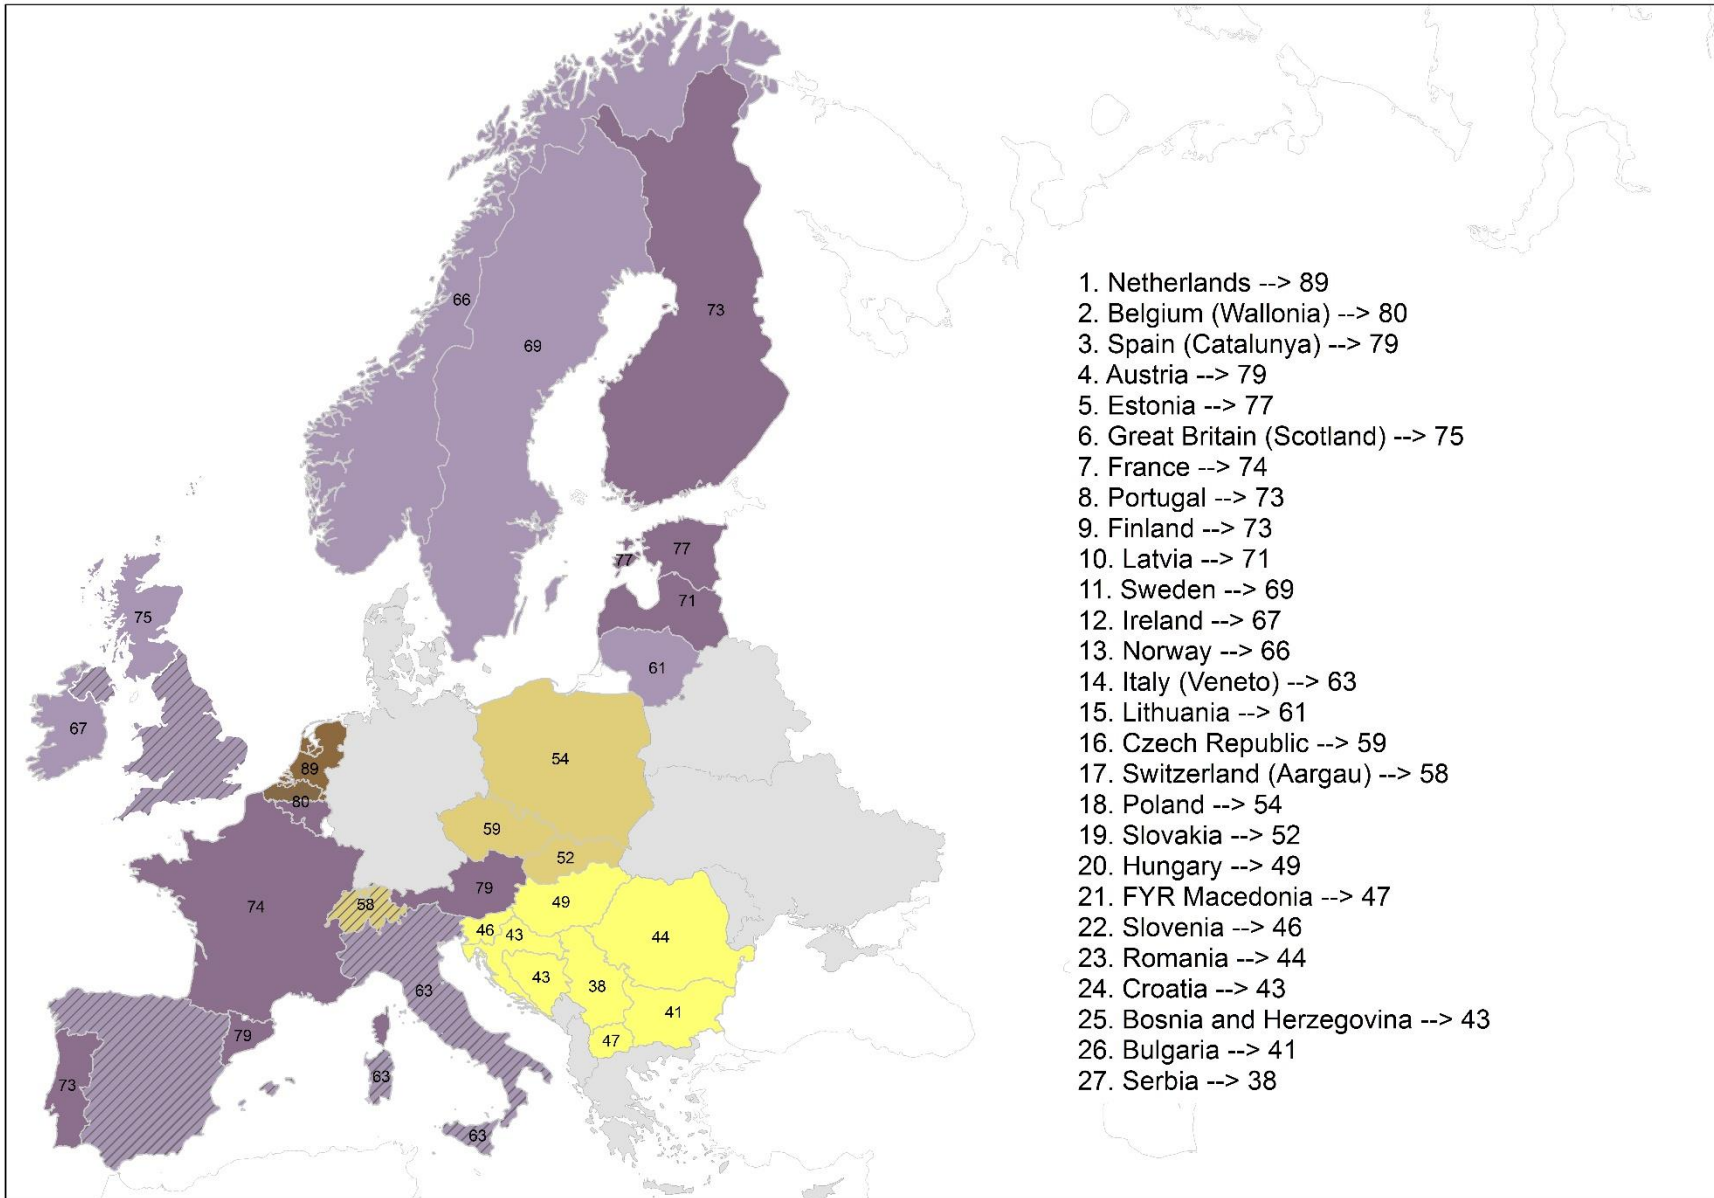 66
69
73
77
77
71
75
61
67
54
89
80
59
52
79
74
58
49
46
43
44
43
38
63
41
79
47
73
63
63
1. Netherlands --> 89
2. Belgium (Wallonia) --> 80
3. Spain (Catalunya) --> 79
4. Austria --> 79
5. Estonia --> 77
6. Great Britain (Scotland) --> 75
7. France --> 74
8. Portugal --> 73
9. Finland --> 73
10. Latvia --> 71
11. Sweden --> 69
12. Ireland --> 67
13. Norway --> 66
14. Italy (Veneto) --> 63
15. Lithuania --> 61
16. Czech Republic --> 59
17. Switzerland (Aargau) --> 58
18. Poland --> 54
19. Slovakia --> 52
20. Hungary --> 49
21. FYR Macedonia --> 47
22. Slovenia --> 46
23. Romania --> 44
24. Croatia --> 43
25. Bosnia and Herzegovina --> 43
26. Bulgaria --> 41
27. Serbia --> 38